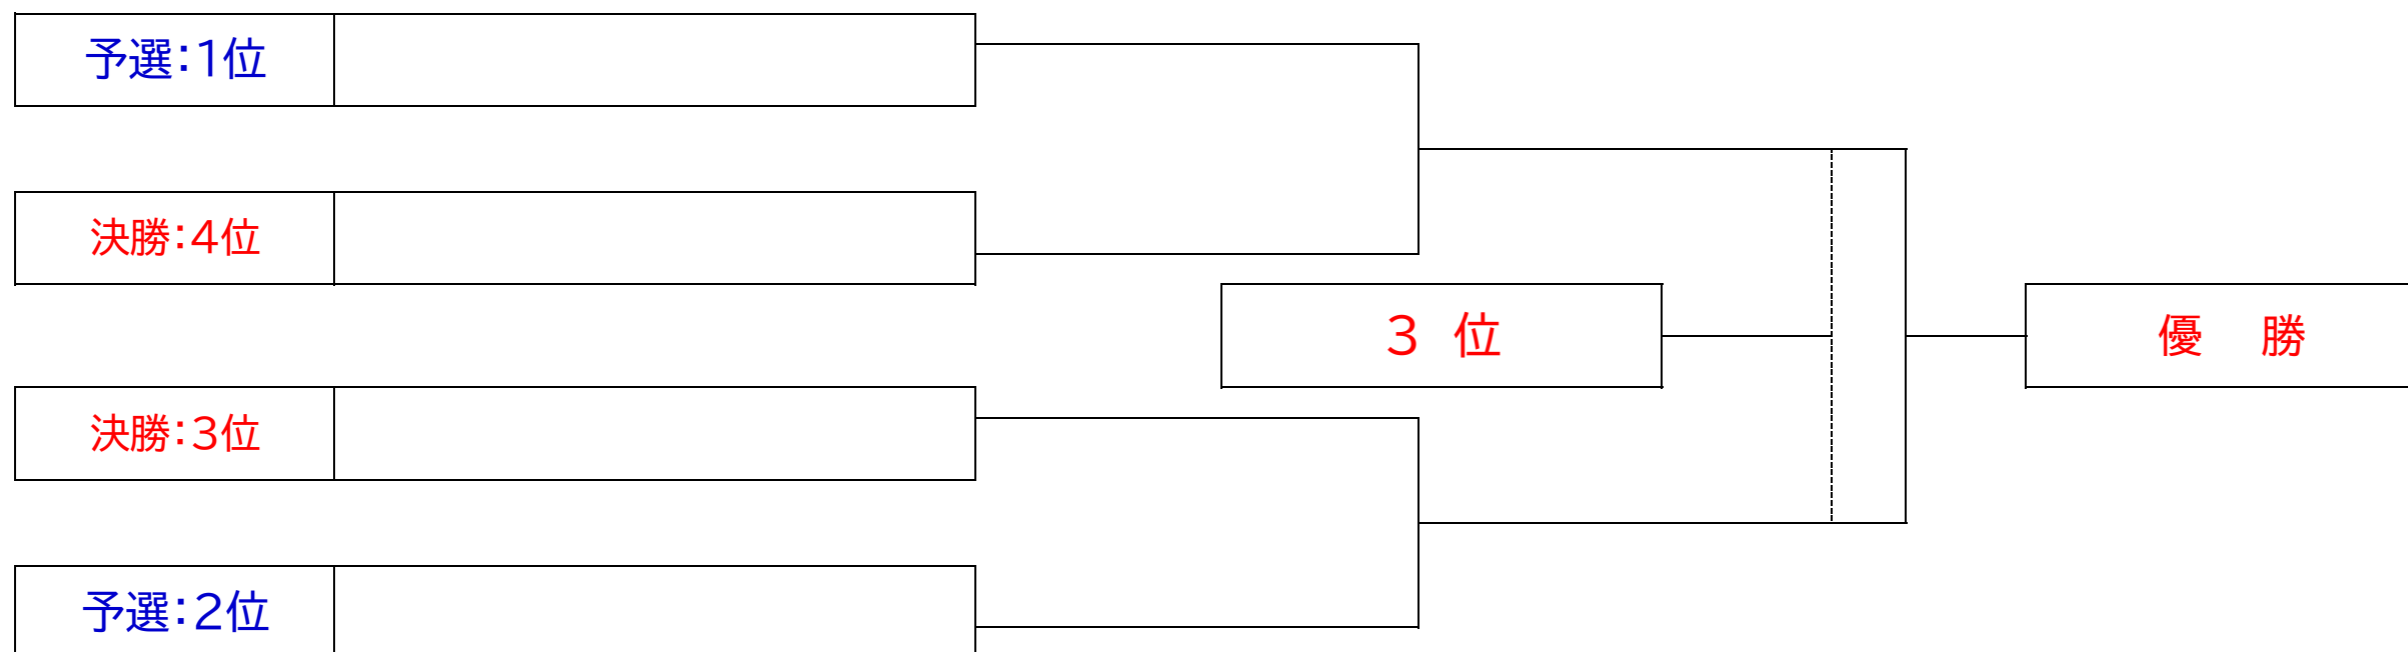 予選：1位
決勝：4位
3 位
優 勝
決勝：3位
予選：2位